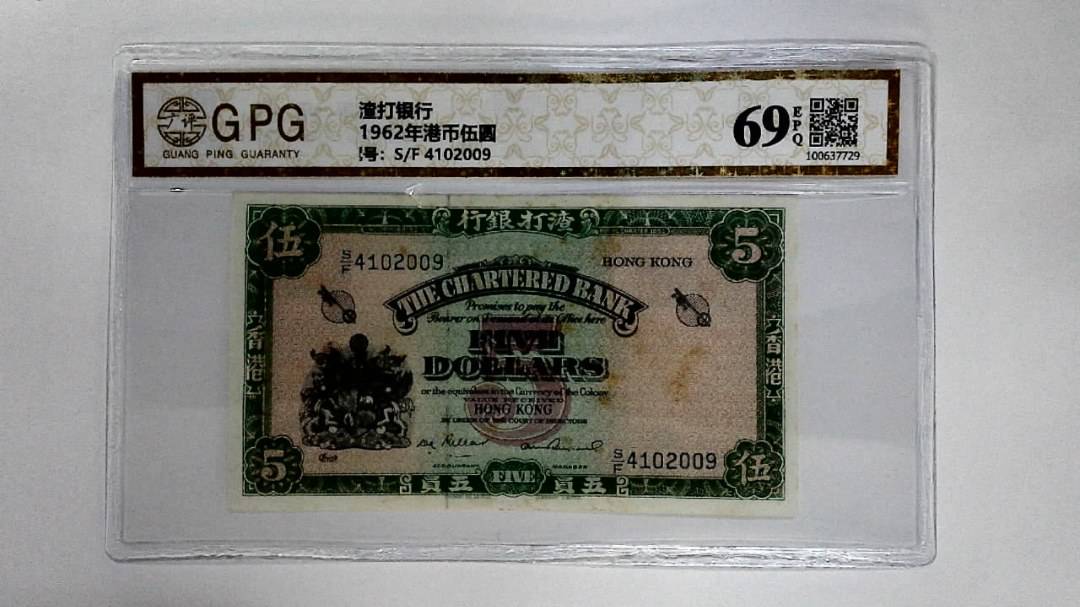 广评
GPG
GUANG PING GUARANTY
渣打银行
1962年港币伍圆
号: S/F 4102009
69
EPQ
100637729
行銀打渣
伍
5
S/F 4102009
HONG KONG
THE CHARTERED BANK
Promises to pay the
Bearer on Demand at its Office here
FIVE
DOLLARS
or the equivalent in the Currency of the Colony
VALUE RECEIVED
HONG KONG
BY ORDER OF THE COURT OF DIRECTORS
香港
香港
ACCOUNTANT
MANAGER
S/F 4102009
5
伍
員五
FIVE
員五